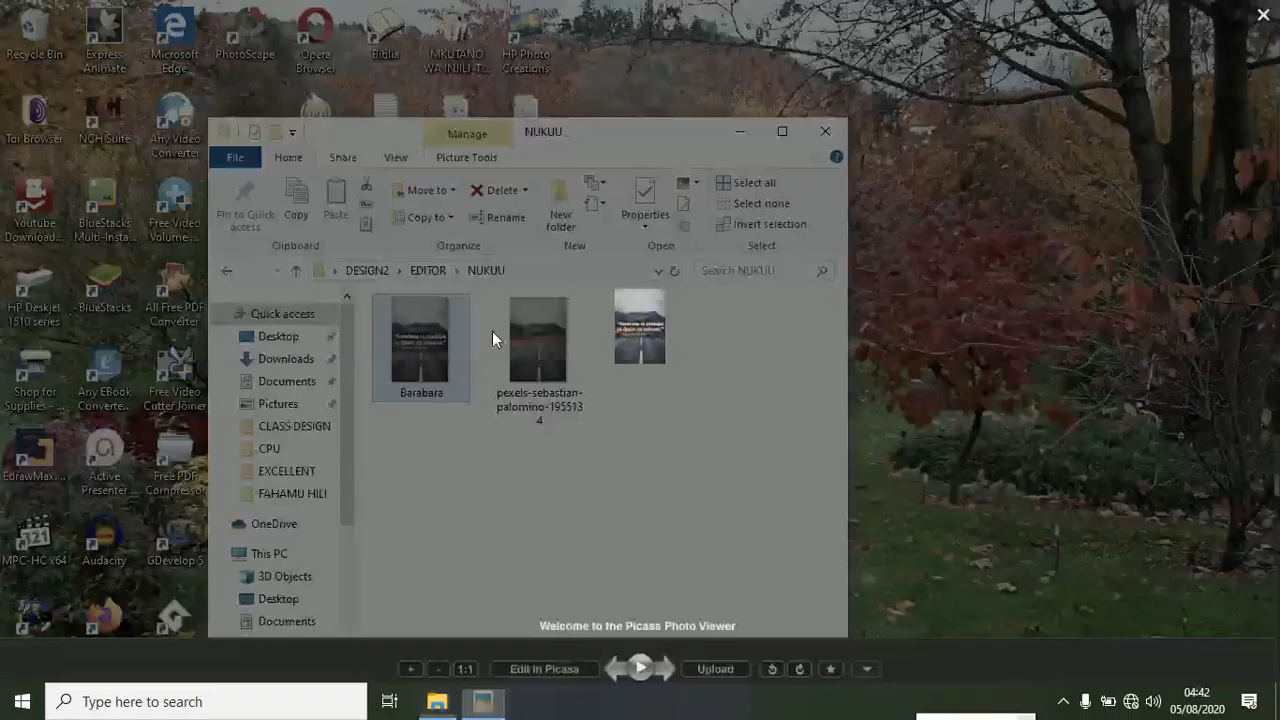 Recycle Bin
Express
Animate
Microsoft
Edge
PhotoScape
Opera
Browser
Biblia
MKUTANO
WA INJILI-T...
HP Photo
Creations
Tor Browser
NCH Suite
Any Video
Converter
Youtube
Download...
BlueStacks
Multi-Insta...
Free Video
Volume ...
HP Deskjet
1510 series
BlueStacks
All Free PDF
Converter
Shop for
Supplies - ...
Any EBook
Converte...
Free Video
Cutter Joiner
EdrawMax...
Active
Presenter ...
Free PDF
Compressor
MPC-HC x64
Audacity
GDevelop 5
Manage
NUKUU
File
Home
Share
View
Picture Tools
Pin to Quick
access
Copy
Paste
Move to
Copy to
Delete
Rename
New
folder
Properties
Select all
Select none
Invert selection
Clipboard
Organize
New
Open
Select
DESIGN2 › EDITOR › NUKUU
Search NUKUU
Quick access
Desktop
Downloads
Documents
Pictures
CLASS DESIGN
CPU
EXCELLENT
FAHAMU HILI
OneDrive
This PC
3D Objects
Desktop
Documents
Barabara
pexels-sebastian-
palomino-195513
4
Welcome to the Picasa Photo Viewer
+ - 1:1 Edit in Picasa Upload
Type here to search
04:42
05/08/2020